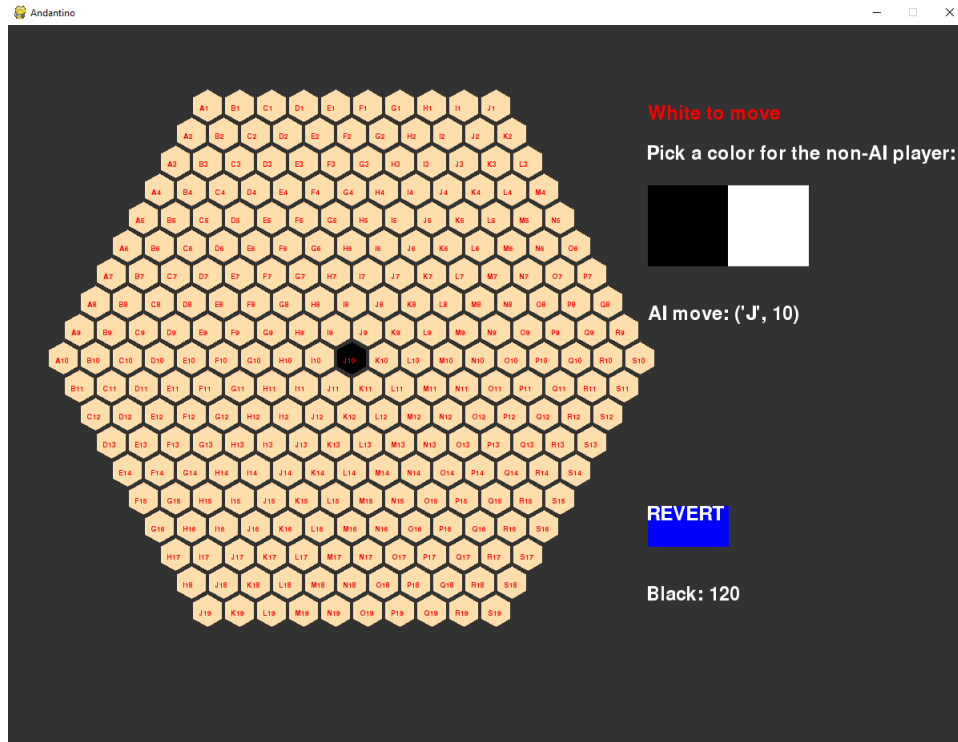 Andantino
A1 B1 C1 D1 E1 F1 G1 H1 I1 J1
White to move
A2 B2 C2 D2 E2 F2 G2 H2 I2 J2 K2
Pick a color for the non-AI player:
A3 B3 C3 D3 E3 F3 G3 H3 I3 J3 K3 L3
A4 B4 C4 D4 E4 F4 G4 H4 I4 J4 K4 L4 M4
A5 B5 C5 D5 E5 F5 G5 H5 I5 J5 K5 L5 M5 N5
A6 B6 C6 D6 E6 F6 G6 H6 I6 J6 K6 L6 M6 N6 O6
A7 B7 C7 D7 E7 F7 G7 H7 I7 J7 K7 L7 M7 N7 O7 P7
A8 B8 C8 D8 E8 F8 G8 H8 I8 J8 K8 L8 M8 N8 O8 P8 Q8
AI move: ('J', 10)
A9 B9 C9 D9 E9 F9 G9 H9 I9 J9 K9 L9 M9 N9 O9 P9 Q9 R9
A10 B10 C10 D10 E10 F10 G10 H10 I10 J10 K10 L10 M10 N10 O10 P10 Q10 R10 S10
B11 C11 D11 E11 F11 G11 H11 I11 J11 K11 L11 M11 N11 O11 P11 Q11 R11 S11
C12 D12 E12 F12 G12 H12 I12 J12 K12 L12 M12 N12 O12 P12 Q12 R12 S12
D13 E13 F13 G13 H13 I13 J13 K13 L13 M13 N13 O13 P13 Q13 R13 S13
E14 F14 G14 H14 I14 J14 K14 L14 M14 N14 O14 P14 Q14 R14 S14
F15 G15 H15 I15 J15 K15 L15 M15 N15 O15 P15 Q15 R15 S15
REVERT
G16 H16 I16 J16 K16 L16 M16 N16 O16 P16 Q16 R16 S16
H17 I17 J17 K17 L17 M17 N17 O17 P17 Q17 R17 S17
I18 J18 K18 L18 M18 N18 O18 P18 Q18 R18 S18
Black: 120
J19 K19 L19 M19 N19 O19 P19 Q19 R19 S19